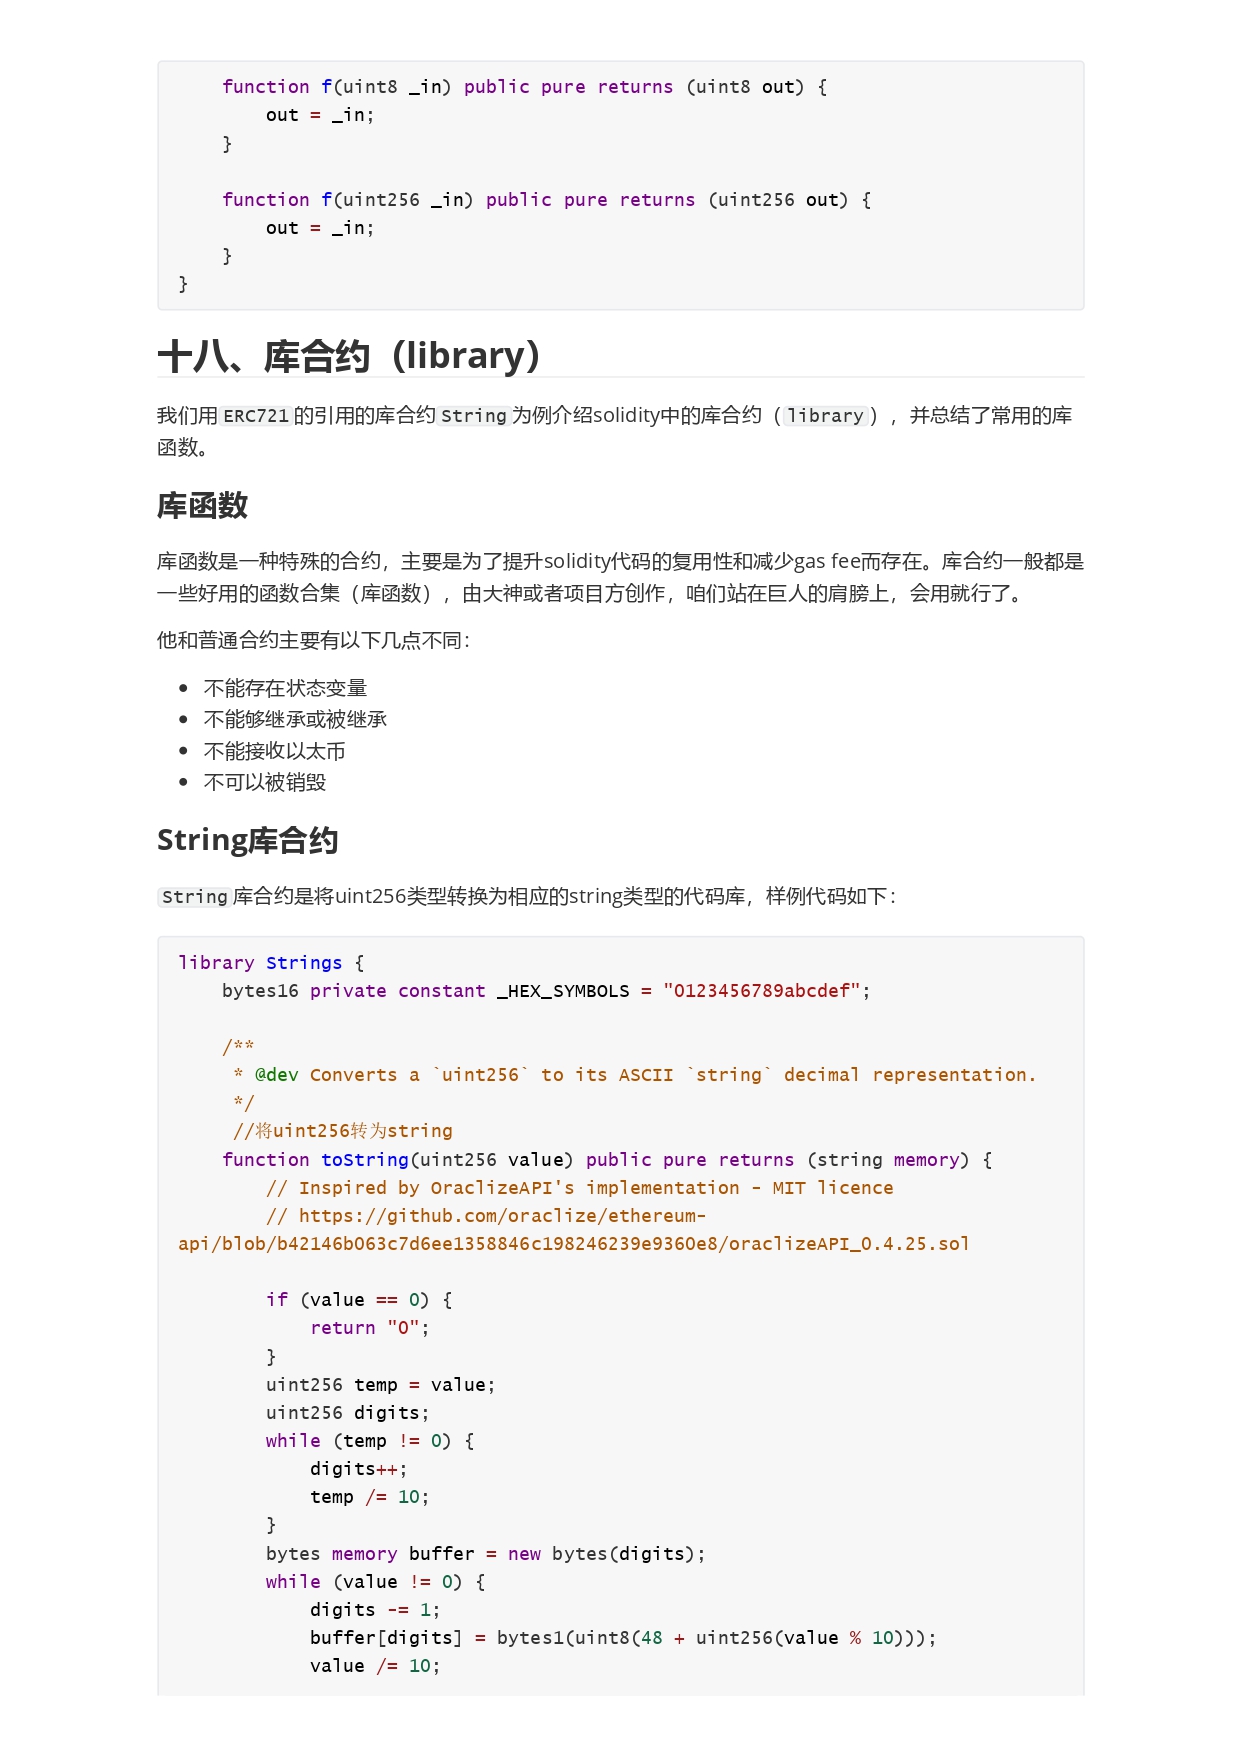 function f(uint8 _in) public pure returns (uint8 out) {
        out = _in;
    }

    function f(uint256 _in) public pure returns (uint256 out) {
        out = _in;
    }
}
十八、库合约（library）
我们用ERC721的引用的库合约String为例介绍solidity中的库合约（library），并总结了常用的库
函数。
库函数
库函数是一种特殊的合约，主要是为了提升solidity代码的复用性和减少gas fee而存在。库合约一般都是
一些好用的函数合集（库函数），由大神或者项目方创作，咱们站在巨人的肩膀上，会用就行了。
他和普通合约主要有以下几点不同：
• 不能存在状态变量
• 不能够继承或被继承
• 不能接收以太币
• 不可以被销毁
String库合约
String库合约是将uint256类型转换为相应的string类型的代码库，样例代码如下：
library Strings {
    bytes16 private constant _HEX_SYMBOLS = "0123456789abcdef";

    /**
     * @dev Converts a `uint256` to its ASCII `string` decimal representation.
     */
     //将uint256转为string
    function toString(uint256 value) public pure returns (string memory) {
        // Inspired by OraclizeAPI's implementation - MIT licence
        // https://github.com/oraclize/ethereum-
api/blob/b42146b063c7d6ee1358846c198246239e9360e8/oraclizeAPI_0.4.25.sol

        if (value == 0) {
            return "0";
        }
        uint256 temp = value;
        uint256 digits;
        while (temp != 0) {
            digits++;
            temp /= 10;
        }
        bytes memory buffer = new bytes(digits);
        while (value != 0) {
            digits -= 1;
            buffer[digits] = bytes1(uint8(48 + uint256(value % 10)));
            value /= 10;